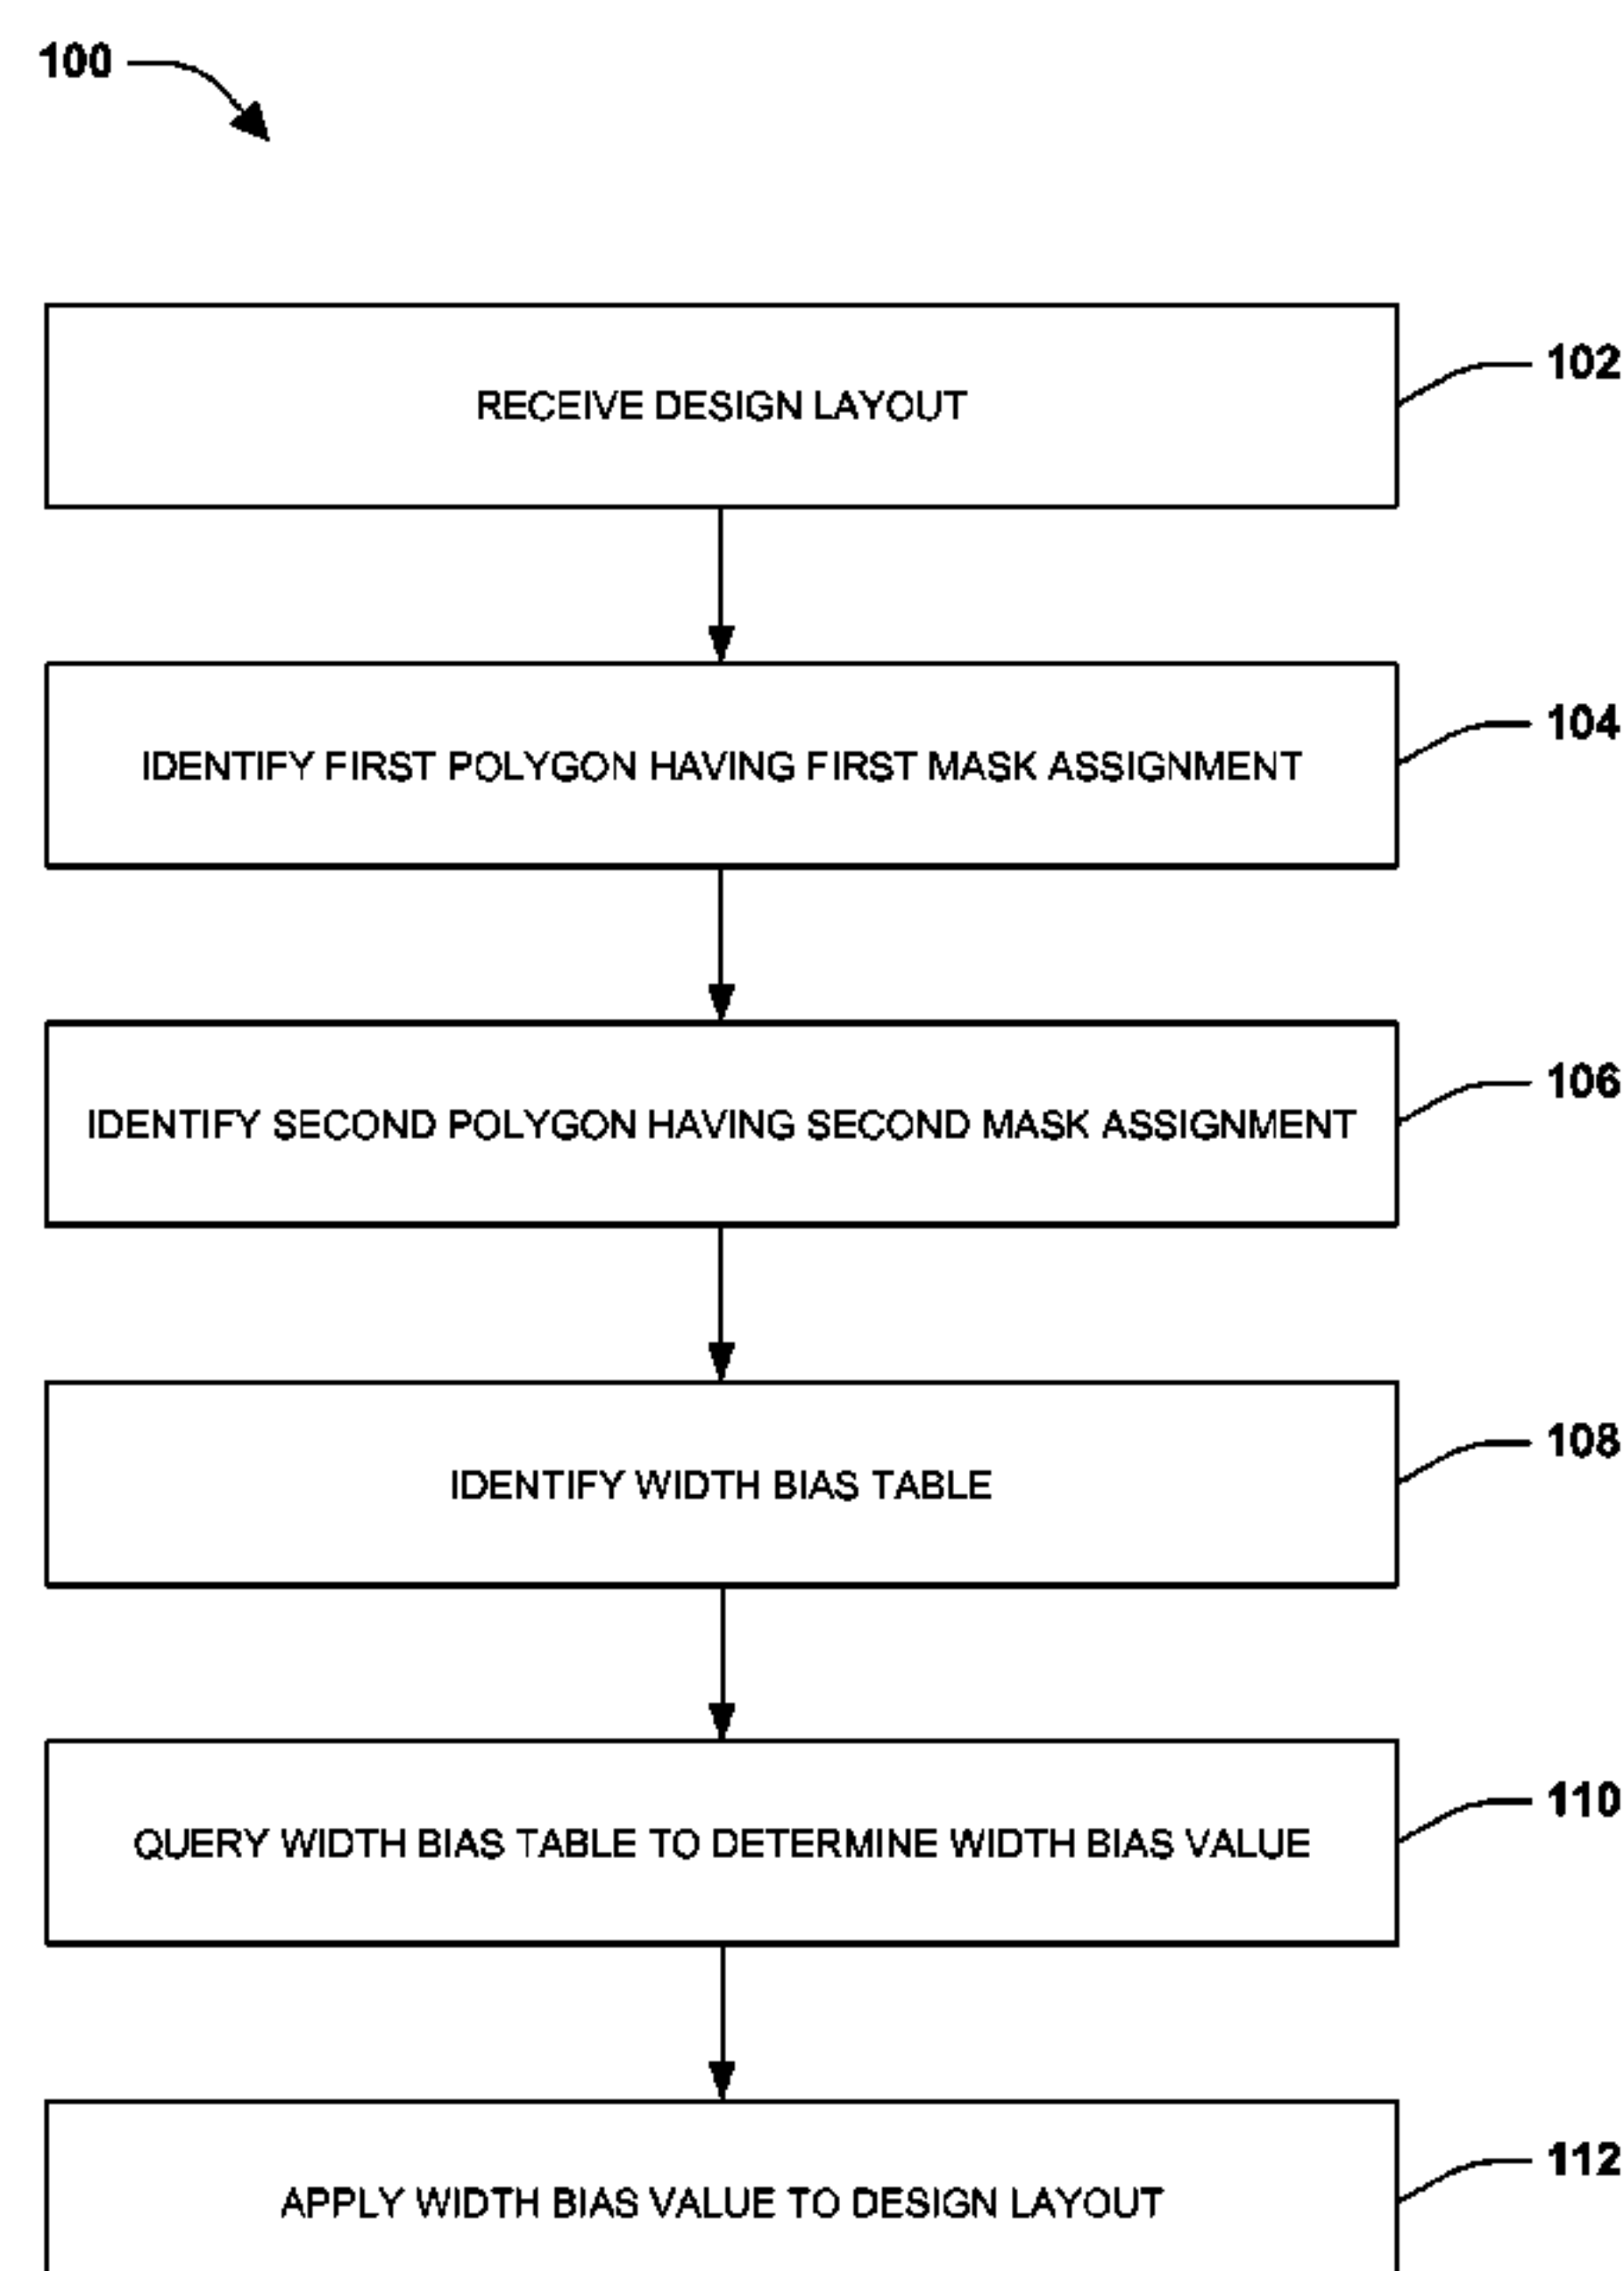 100
RECEIVE DESIGN LAYOUT
102
IDENTIFY FIRST POLYGON HAVING FIRST MASK ASSIGNMENT
104
IDENTIFY SECOND POLYGON HAVING SECOND MASK ASSIGNMENT
106
IDENTIFY WIDTH BIAS TABLE
108
QUERY WIDTH BIAS TABLE TO DETERMINE WIDTH BIAS VALUE
110
APPLY WIDTH BIAS VALUE TO DESIGN LAYOUT
112